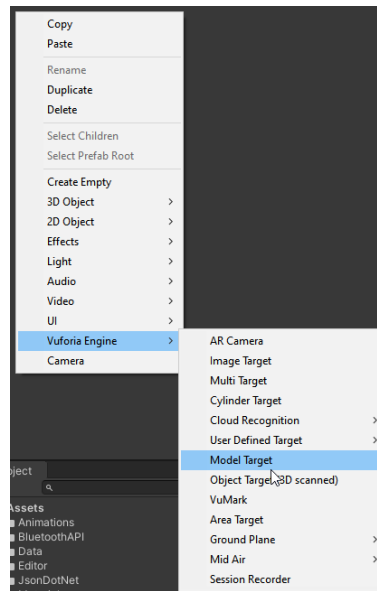 Copy
Paste
Rename
Duplicate
Delete
Select Children
Select Prefab Root
Create Empty
3D Object >
2D Object >
Effects >
Light >
Audio >
Video >
UI >
Vuforia Engine >
Camera
AR Camera
Image Target
Multi Target
Cylinder Target
Cloud Recognition >
User Defined Target >
Model Target
Object Target (3D scanned)
VuMark
Area Target
Ground Plane >
Mid Air >
Session Recorder
ject
Assets
Animations
BluetoothAPI
Data
Editor
JsonDotNet